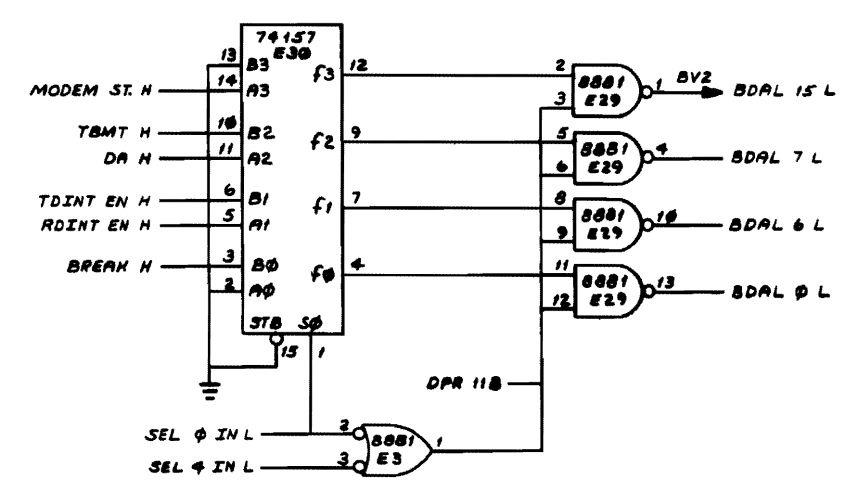 74157
E30
13 B3
MODEM ST. H 14 A3
f3 12
TBMT H 10 B2
DA H 11 A2
f2 9
TDINT EN H 6 B1
RDINT EN H 5 A1
f1 7
BREAK H 3 B0
2 A0
f0 4
STB S0
15 1
2 3 8881 E29 1 BV2 BDAL 15 L
5 6 8881 E29 4 BDAL 7 L
8 9 8881 E29 10 BDAL 6 L
11 12 8881 E29 13 BDAL 0 L
DPR 11B
SEL 0 IN L 2
SEL 4 IN L 3
8881 E3 1